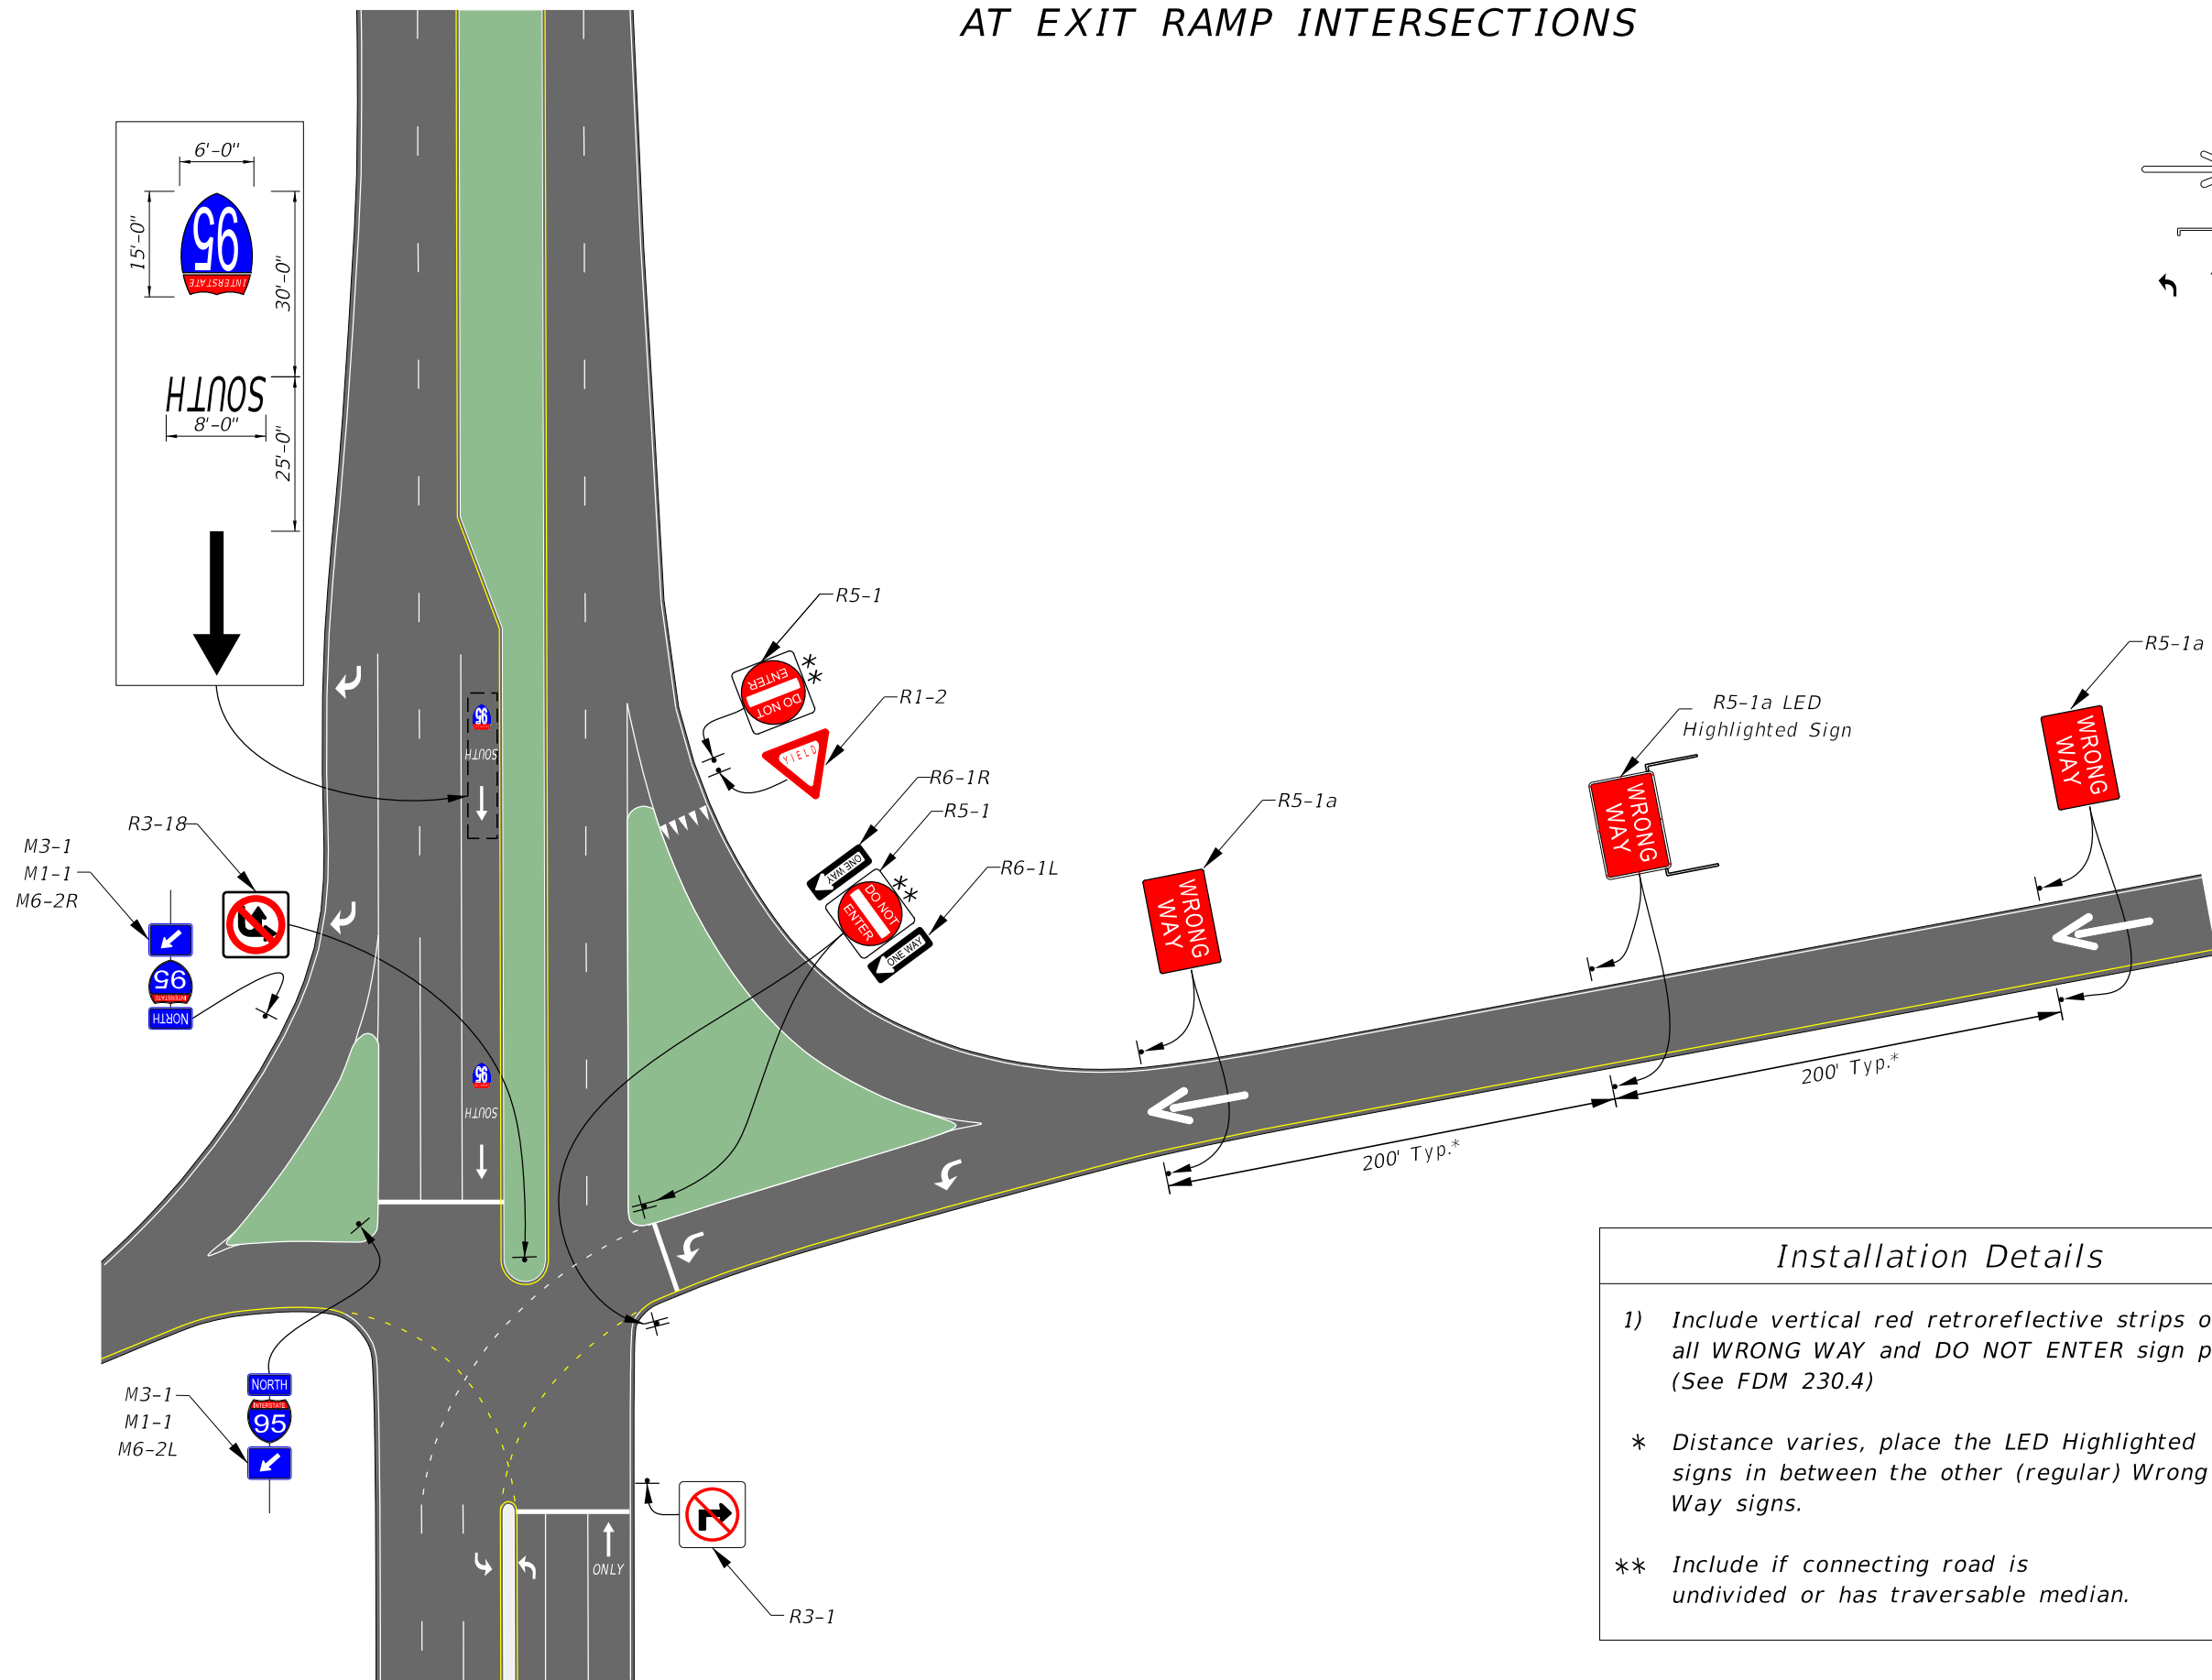 AT EXIT RAMP INTERSECTIONS
6'-0"
15'-0"
95
INTERSTATE
30'-0"
SOUTH
8'-0"
25'-0"
R5-1
DO NOT
ENTER
**
R1-2
YIELD
R5-1a
WRONG
WAY
R5-1a LED
Highlighted Sign
WRONG
WAY
R5-1a
WRONG
WAY
R6-1R
ONE WAY
R5-1
DO NOT
ENTER
**
R6-1L
ONE WAY
95
SOUTH
R3-18
M3-1
M1-1
M6-2R
95
INTERSTATE
NORTH
95
SOUTH
200' Typ.*
200' Typ.*
M3-1
M1-1
M6-2L
NORTH
INTERSTATE
95
ONLY
R3-1
Installation Details
1) Include vertical red retroreflective strips
all WRONG WAY and DO NOT ENTER sign
(See FDM 230.4)
* Distance varies, place the LED Highlighted
signs in between the other (regular) Wrong
Way signs.
** Include if connecting road is
undivided or has traversable median.